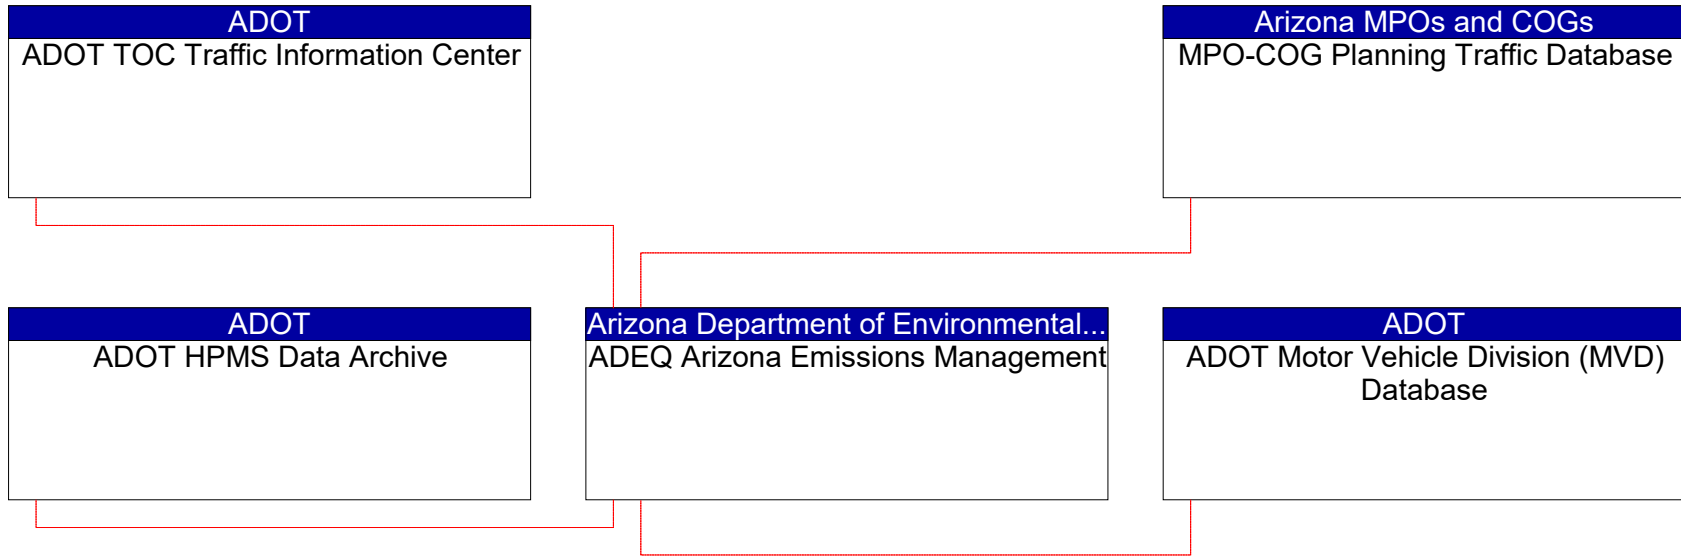 ADOT
ADOT TOC Traffic Information Center
Arizona MPOs and COGs
MPO-COG Planning Traffic Database
ADOT
ADOT HPMS Data Archive
Arizona Department of Environmental...
ADEQ Arizona Emissions Management
ADOT
ADOT Motor Vehicle Division (MVD)
Database